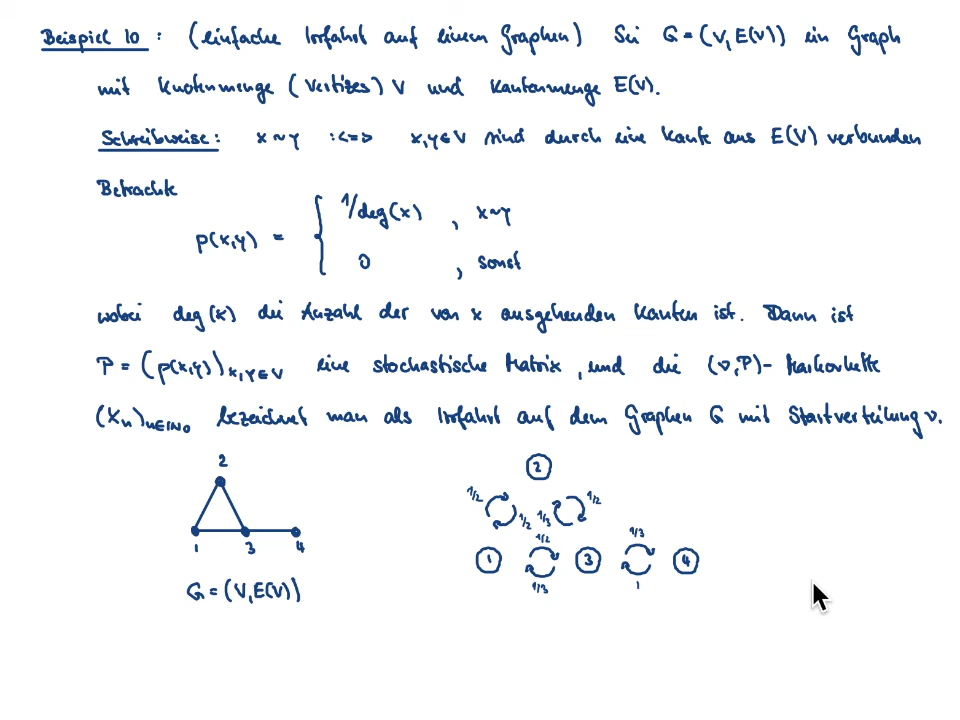 Beispiel 10 : (einfache Irrfahrt auf einem Graphen) Sei G=(V,E(V)) ein Graph
mit Knotenmenge (Vertizes) V und Kantenmenge E(V).
Schreibweise: x~y :<=> x,y∈V sind durch eine Kante aus E(V) verbunden
Betrachte
p(x,y) = { 1/deg(x) , x~y
0 , sonst
wobei deg(x) die Anzahl der von x ausgehenden Kanten ist. Dann ist
P=(p(x,y))x,y∈V eine stochastische Matrix, und die (ν,P)-Markovkette
(Xn)n∈ℕ0 bezeichnet man als Irrfahrt auf dem Graphen G mit Startverteilung ν.
2
1 3 4
G=(V,E(V))
2
1/2 1/2 1/3 1/2
1/2 1/3
1 3 4
1/3 1